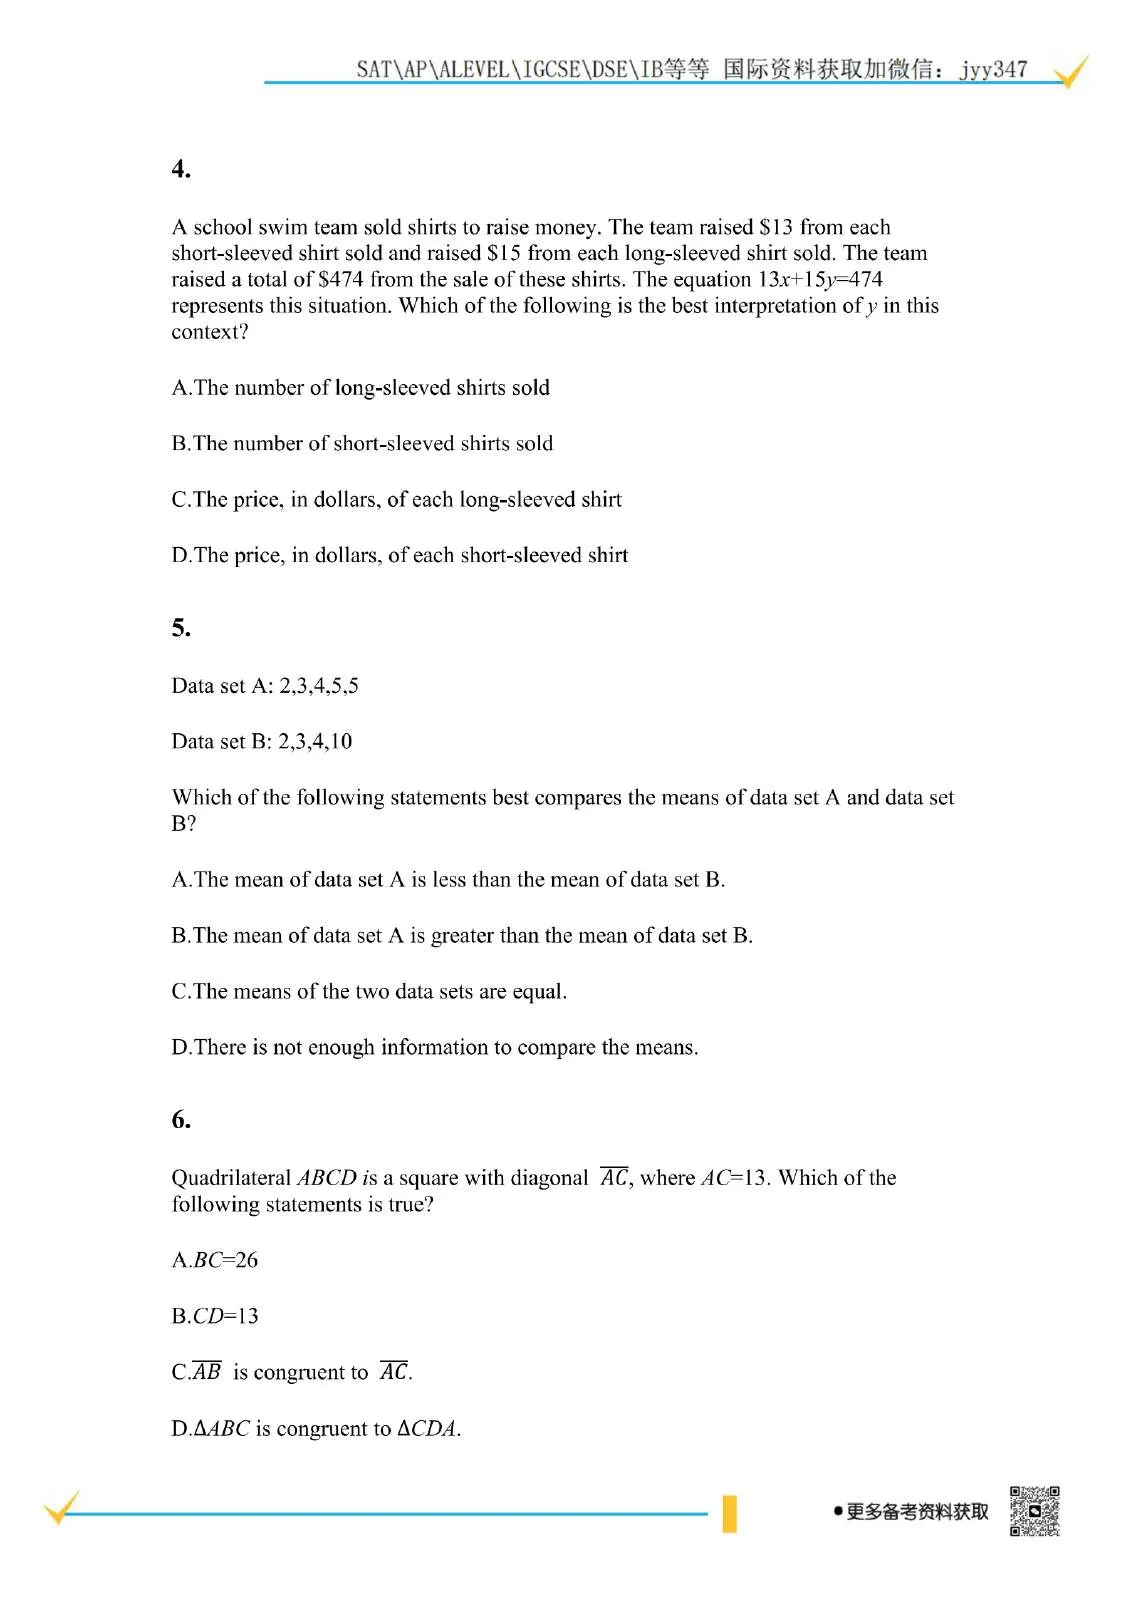 SAT\AP\ALEVEL\IGCSE\DSE\IB等等 国际资料获取加微信：jyy347
4.
A school swim team sold shirts to raise money. The team raised $13 from each
short-sleeved shirt sold and raised $15 from each long-sleeved shirt sold. The team
raised a total of $474 from the sale of these shirts. The equation 13x+15y=474
represents this situation. Which of the following is the best interpretation of y in this
context?
A.The number of long-sleeved shirts sold
B.The number of short-sleeved shirts sold
C.The price, in dollars, of each long-sleeved shirt
D.The price, in dollars, of each short-sleeved shirt
5.
Data set A: 2,3,4,5,5
Data set B: 2,3,4,10
Which of the following statements best compares the means of data set A and data set
B?
A.The mean of data set A is less than the mean of data set B.
B.The mean of data set A is greater than the mean of data set B.
C.The means of the two data sets are equal.
D.There is not enough information to compare the means.
6.
Quadrilateral ABCD is a square with diagonal A̅C̅, where AC=13. Which of the
following statements is true?
A.BC=26
B.CD=13
C.A̅B̅ is congruent to A̅C̅.
D.ΔABC is congruent to ΔCDA.
•更多备考资料获取